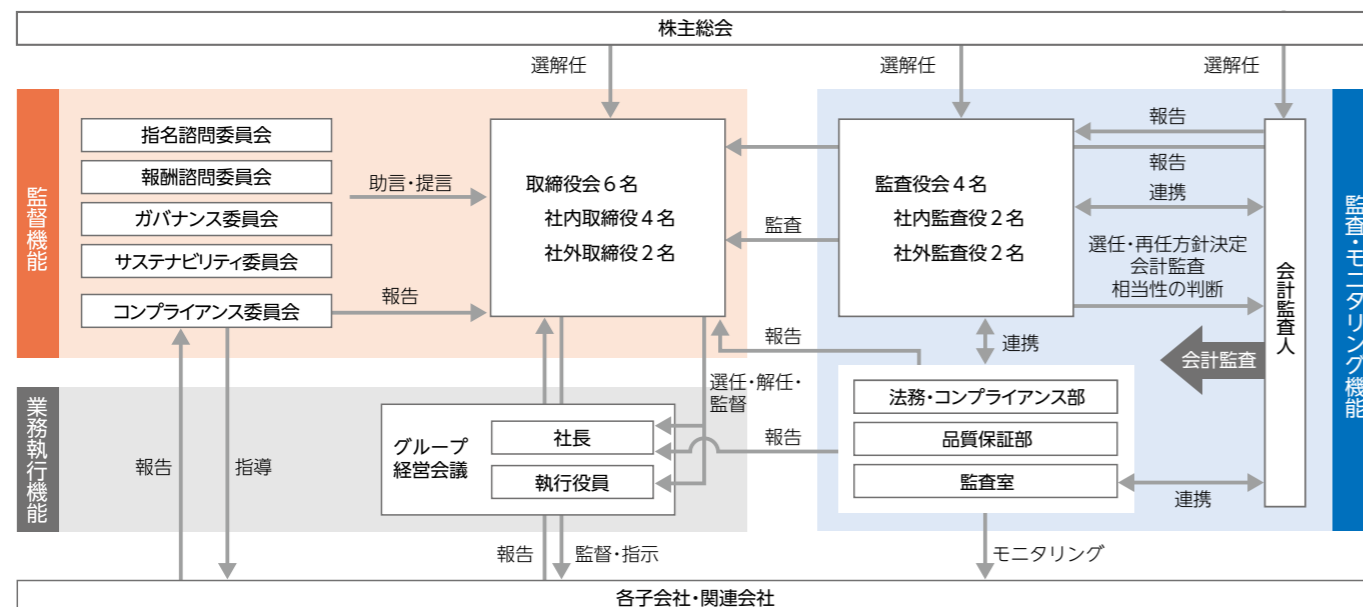 株主総会
選解任
選解任
選解任
監督機能
指名諮問委員会
報酬諮問委員会
ガバナンス委員会
サステナビリティ委員会
コンプライアンス委員会
助言・提言
報告
取締役会6名
社内取締役4名
社外取締役2名
監査
監査役会4名
社内監査役2名
社外監査役2名
報告
報告
連携
選任・再任方針決定
会計監査
相当性の判断
会計監査人
監査・モニタリング機能
会計監査
報告
連携
選任・解任・
監督
法務・コンプライアンス部
品質保証部
監査室
報告
連携
業務執行機能
グループ
経営会議
社長
執行役員
報告
指導
報告
監督・指示
モニタリング
各子会社・関連会社